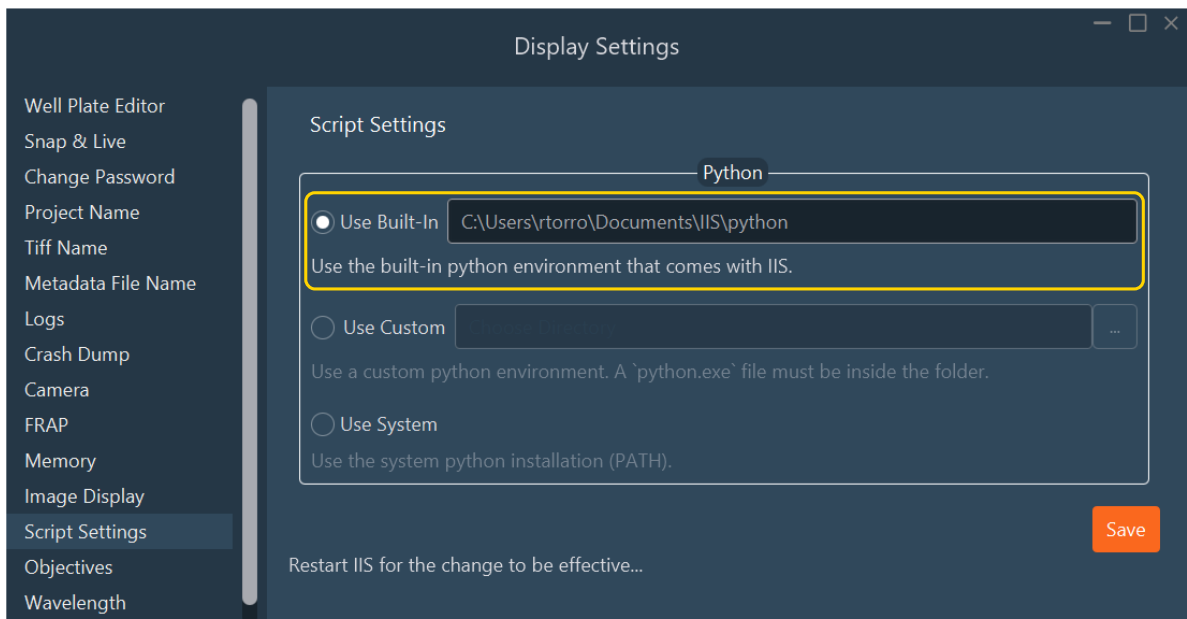 Display Settings
Well Plate Editor
Snap & Live
Change Password
Project Name
Tiff Name
Metadata File Name
Logs
Crash Dump
Camera
FRAP
Memory
Image Display
Script Settings
Objectives
Wavelength
Script Settings
Python
Use Built-In C:\Users\rtorro\Documents\IIS\python
Use the built-in python environment that comes with IIS.
Use Custom Choose Directory ...
Use a custom python environment. A `python.exe` file must be inside the folder.
Use System
Use the system python installation (PATH).
Save
Restart IIS for the change to be effective...